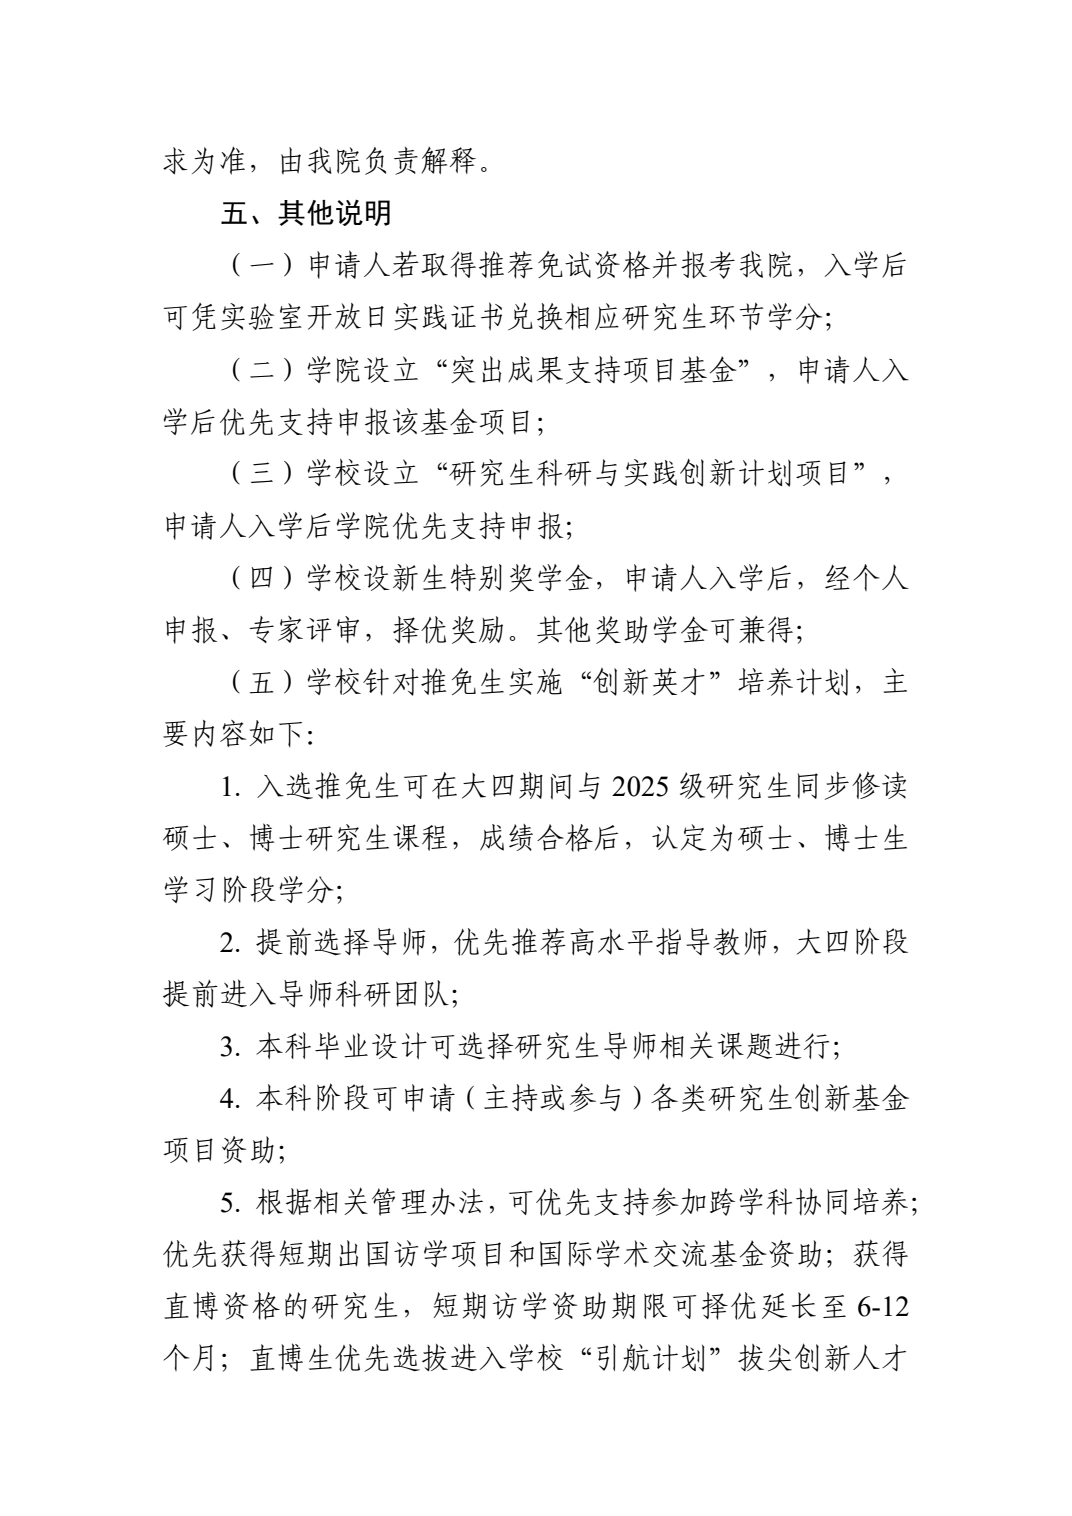 求为准，由我院负责解释。
五、其他说明
（一）申请人若取得推荐免试资格并报考我院，入学后
可凭实验室开放日实践证书兑换相应研究生环节学分；
（二）学院设立“突出成果支持项目基金”，申请人入
学后优先支持申报该基金项目；
（三）学校设立“研究生科研与实践创新计划项目”，
申请人入学后学院优先支持申报；
（四）学校设新生特别奖学金，申请人入学后，经个人
申报、专家评审，择优奖励。其他奖助学金可兼得；
（五）学校针对推免生实施“创新英才”培养计划，主
要内容如下：
1. 入选推免生可在大四期间与 2025 级研究生同步修读
硕士、博士研究生课程，成绩合格后，认定为硕士、博士生
学习阶段学分；
2. 提前选择导师，优先推荐高水平指导教师，大四阶段
提前进入导师科研团队；
3. 本科毕业设计可选择研究生导师相关课题进行；
4. 本科阶段可申请（主持或参与）各类研究生创新基金
项目资助；
5. 根据相关管理办法，可优先支持参加跨学科协同培养；
优先获得短期出国访学项目和国际学术交流基金资助；获得
直博资格的研究生，短期访学资助期限可择优延长至 6-12
个月；直博生优先选拔进入学校“引航计划”拔尖创新人才